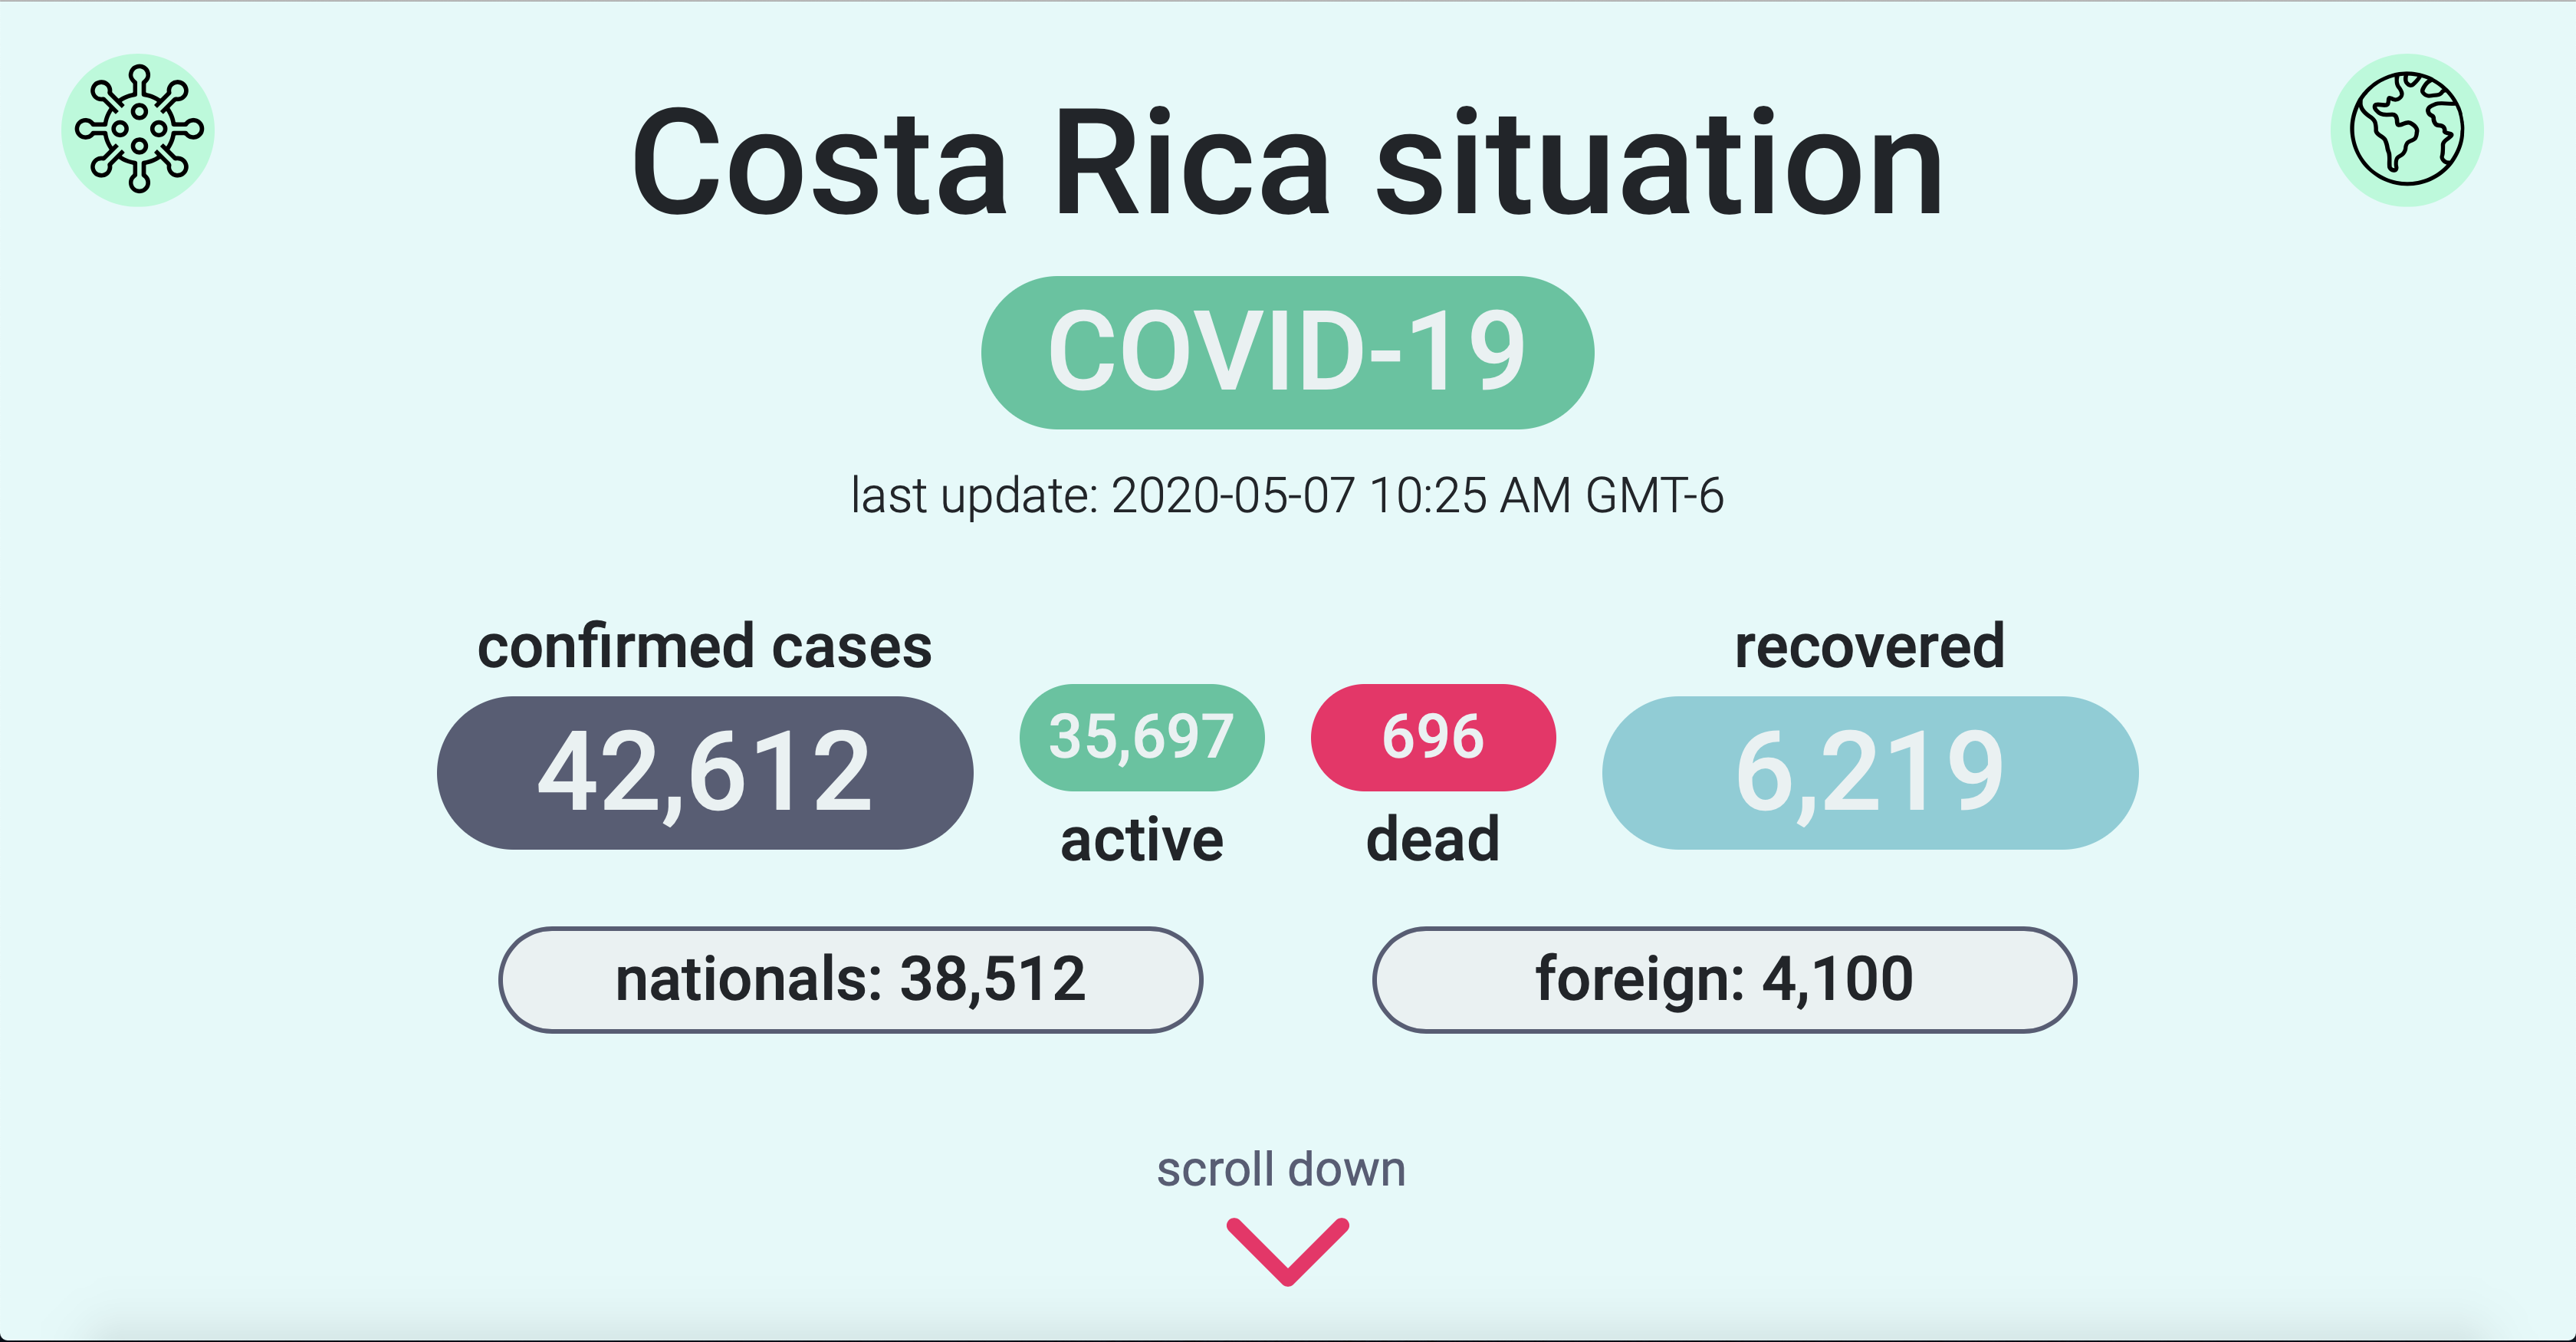 Costa Rica situation
COVID-19
last update: 2020-05-07 10:25 AM GMT-6
confirmed cases
42,612
35,697
active
696
dead
recovered
6,219
nationals: 38,512
foreign: 4,100
scroll down